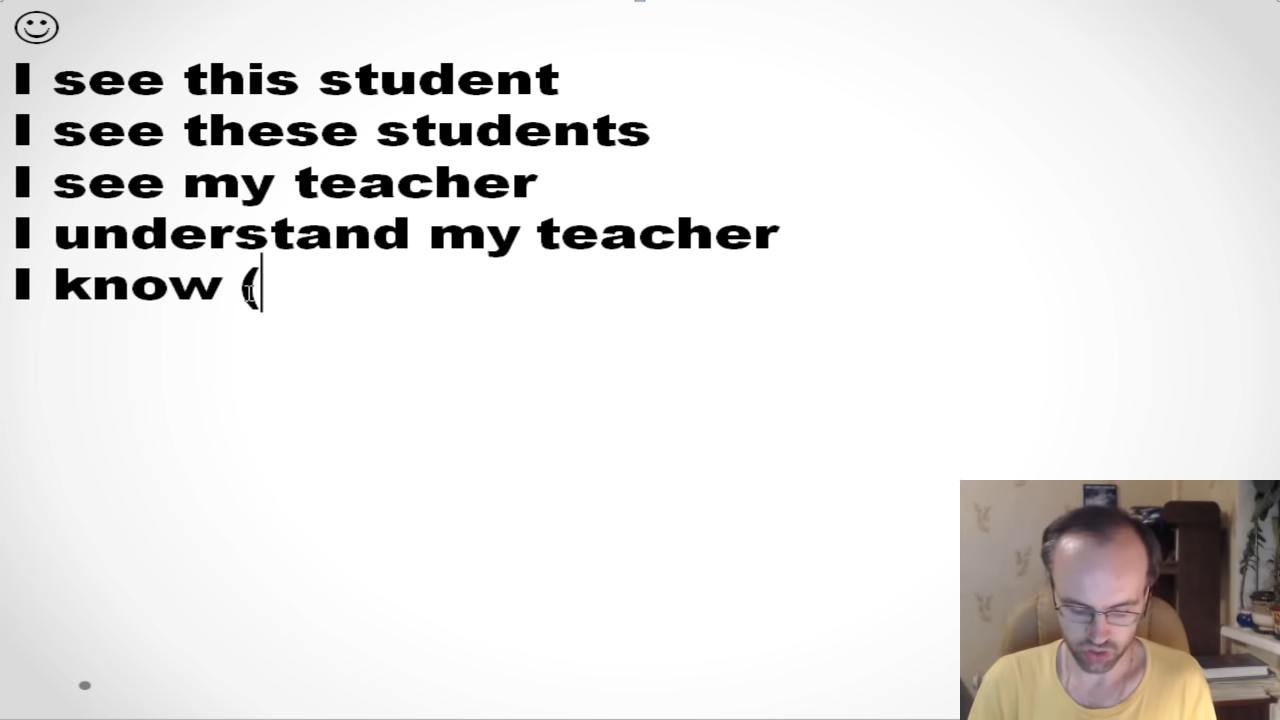 I see this student
I see these students
I see my teacher
I understand my teacher
I know (